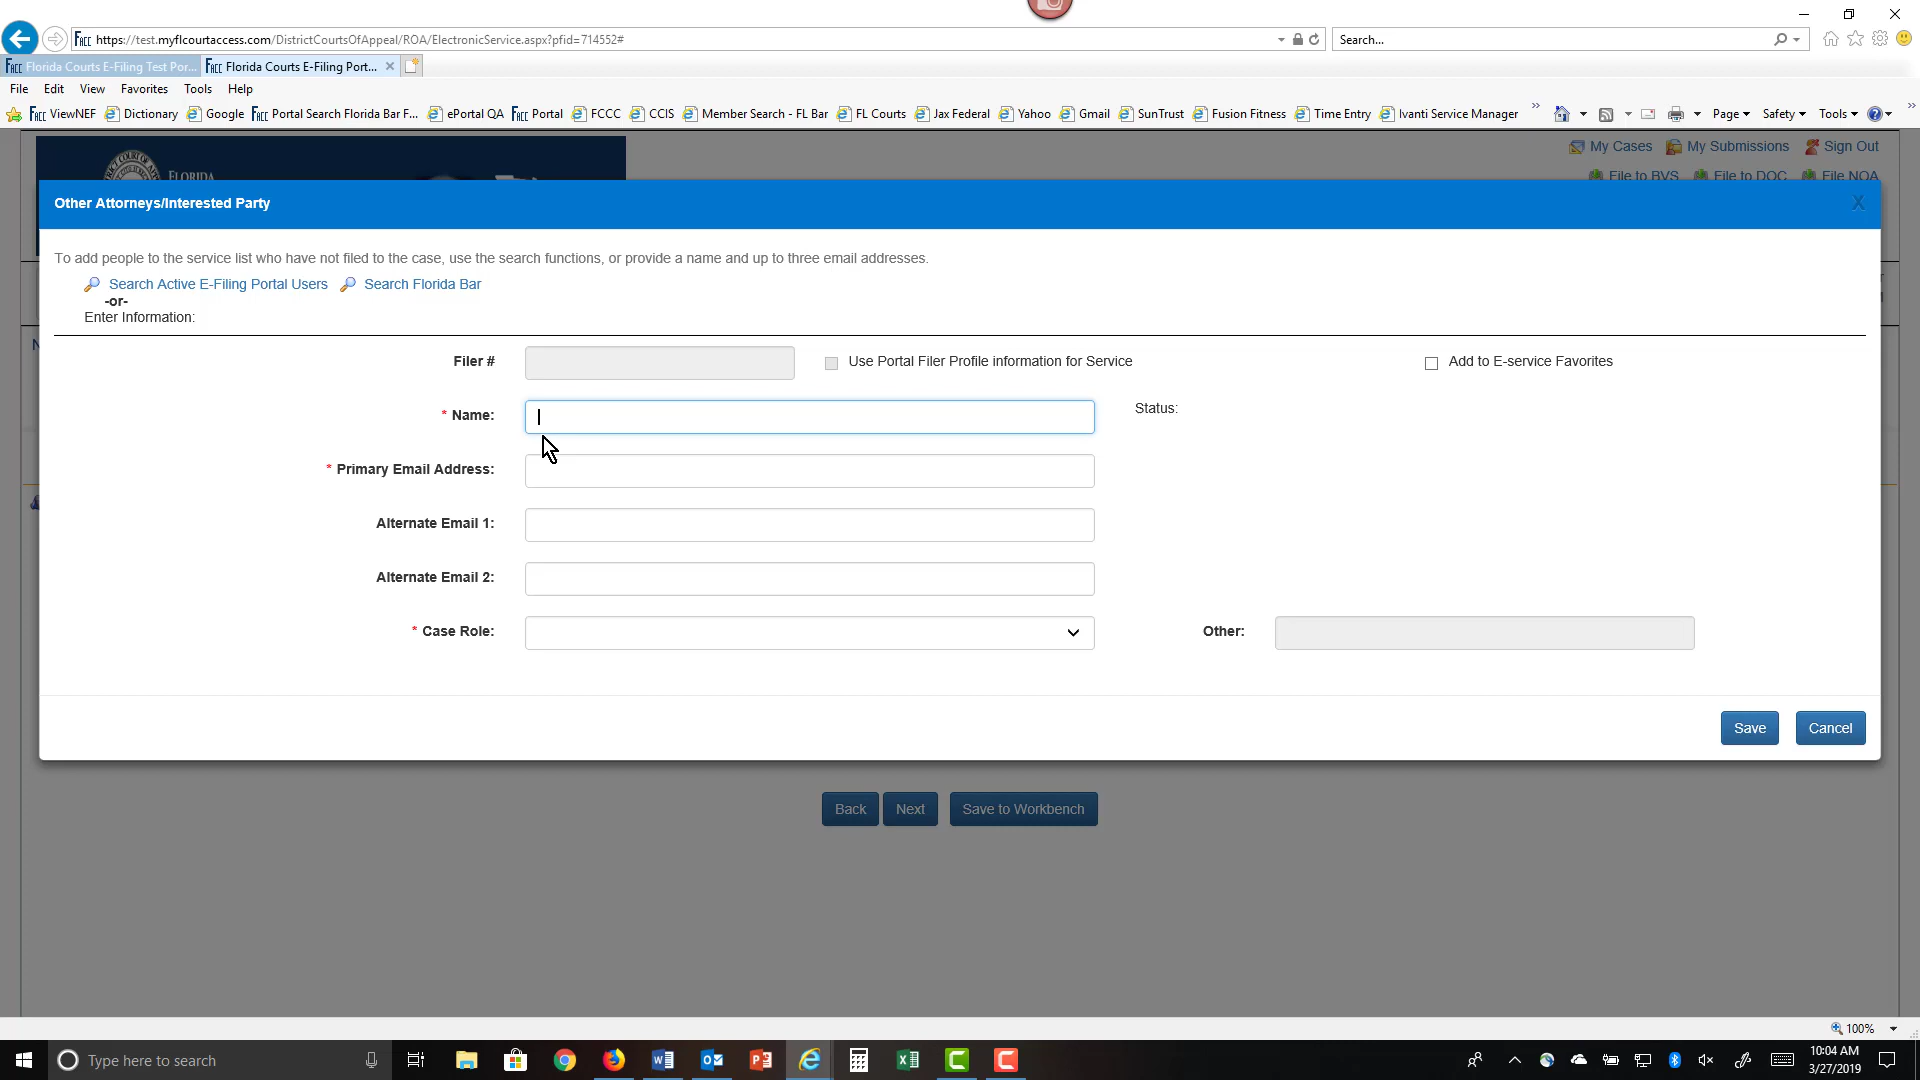 https://test.myflcourtaccess.com/DistrictCourtsOfAppeal/ROA/ElectronicService.aspx?pfid=714552#
Search...
Florida Courts E-Filing Test Por...
Florida Courts E-Filing Port...
File Edit View Favorites Tools Help
ViewNEF Dictionary Google Portal Search Florida Bar F... ePortal QA Portal FCCC CCIS Member Search - FL Bar FL Courts Jax Federal Yahoo Gmail SunTrust Fusion Fitness Time Entry Ivanti Service Manager Page Safety Tools
My Cases My Submissions Sign Out
FLORIDA
File to BVS File to DOC File NOA
Other Attorneys/Interested Party X
To add people to the service list who have not filed to the case, use the search functions, or provide a name and up to three email addresses.
Search Active E-Filing Portal Users Search Florida Bar
-or-
Enter Information:
Filer # Use Portal Filer Profile information for Service Add to E-service Favorites
* Name: Status:
* Primary Email Address:
Alternate Email 1:
Alternate Email 2:
* Case Role: Other:
Save Cancel
Back Next Save to Workbench
100%
Type here to search
10:04 AM
3/27/2019